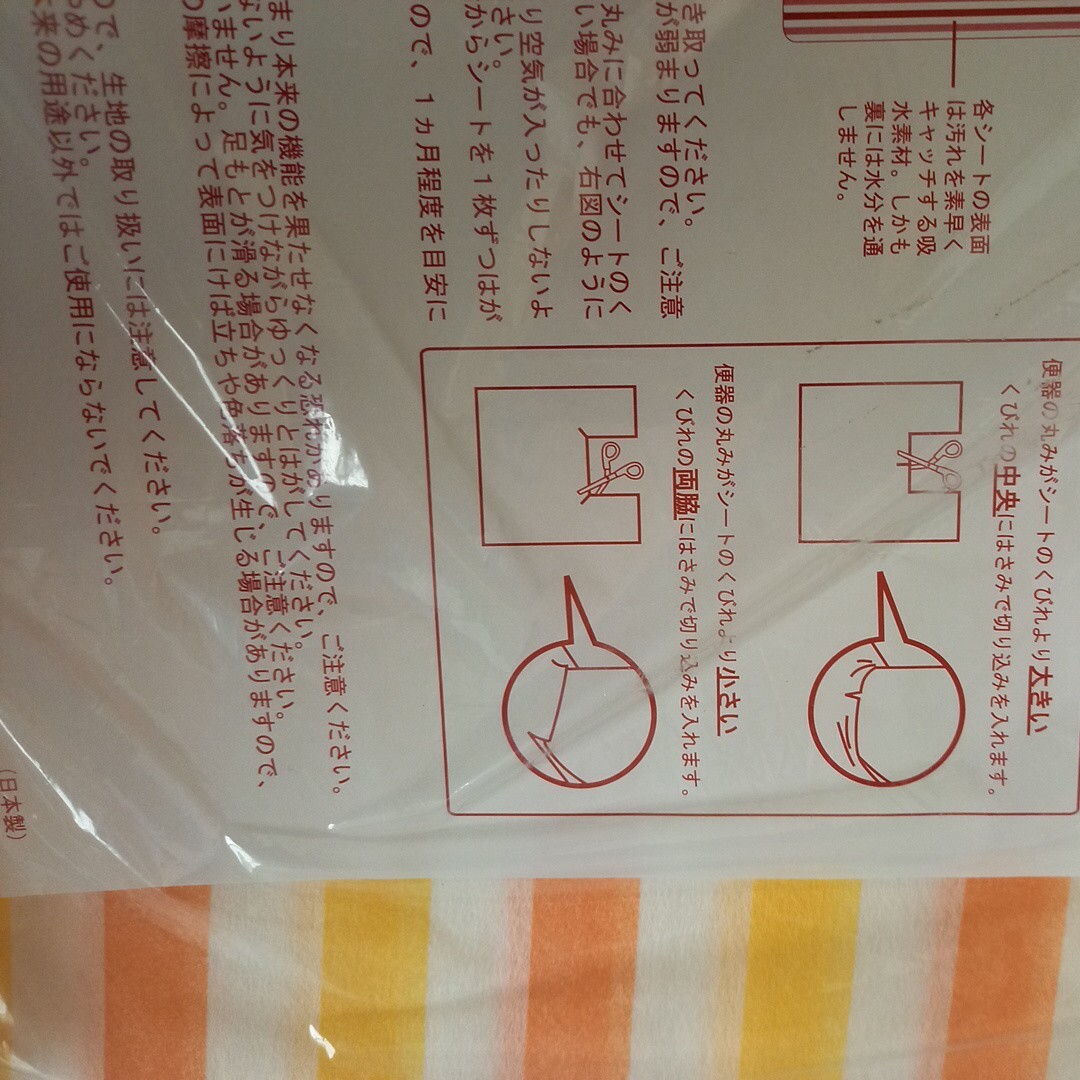 各シートの表面
は汚れを素早く
キャッチする吸
水素材。しかも
裏には水分を通
しません。
き取ってください。
が弱まりますので、ご注意
丸みに合わせてシートのく
い場合でも、右図のように
り空気が入ったりしないよ
さい。
からシートを1枚ずつはが
ので、1ヵ月程度を目安に
便器の丸みがシートのくびれより大きい
くびれの中央にはさみで切り込みを入れます。
便器の丸みがシートのくびれより小さい
くびれの両脇にはさみで切り込みを入れます。
まり本来の機能を果たせなくなる恐れがありますので、ご注意ください。
ないように気をつけながらゆっくりとはがしてください。
いません。足もとが滑る場合がありますので、ご注意ください。
の摩擦によって表面にけば立ちや色落ちが生じる場合がありますので、
ので、生地の取り扱いには注意してください。
めください。
来の用途以外ではご使用にならないでください。
(日本製)